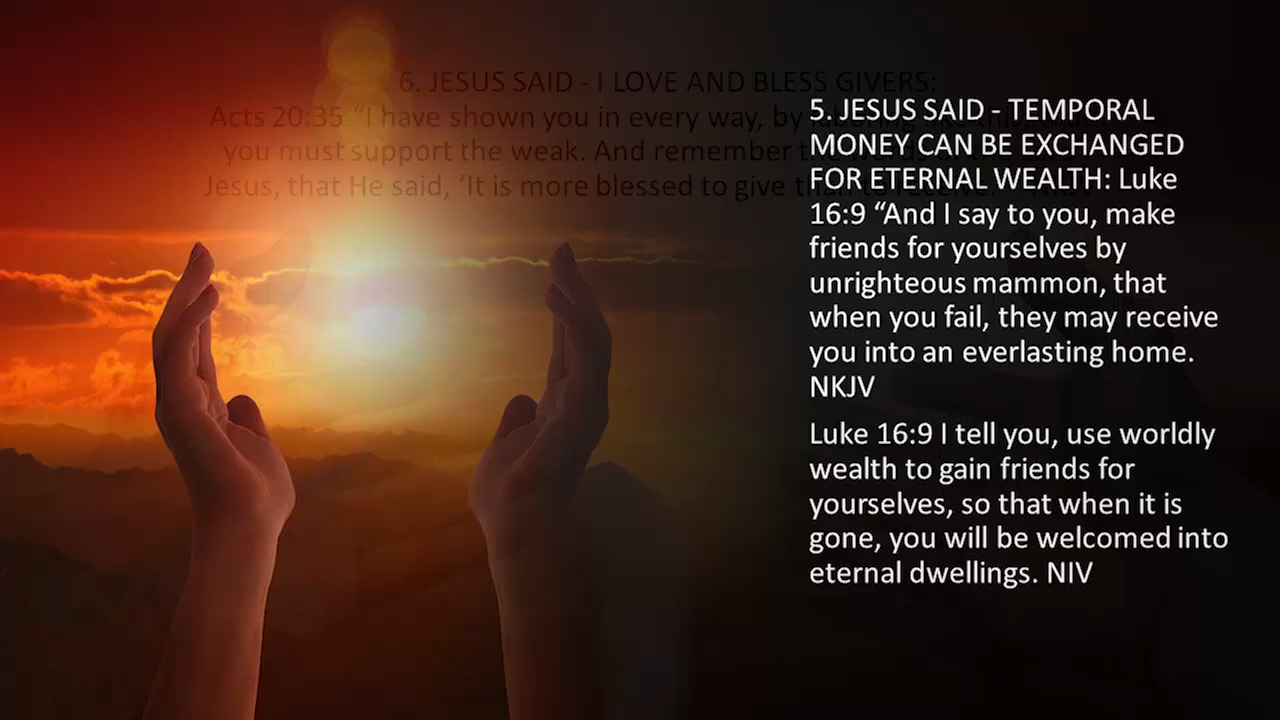 6. JESUS SAID - I LOVE AND BLESS GIVERS:
Acts 20:35 “I have shown you in every way, by
you must support the weak. And remember the
Jesus, that He said, ‘It is more blessed to give than
5. JESUS SAID - TEMPORAL
MONEY CAN BE EXCHANGED
FOR ETERNAL WEALTH: Luke
16:9 “And I say to you, make
friends for yourselves by
unrighteous mammon, that
when you fail, they may receive
you into an everlasting home.
NKJV
Luke 16:9 I tell you, use worldly
wealth to gain friends for
yourselves, so that when it is
gone, you will be welcomed into
eternal dwellings. NIV